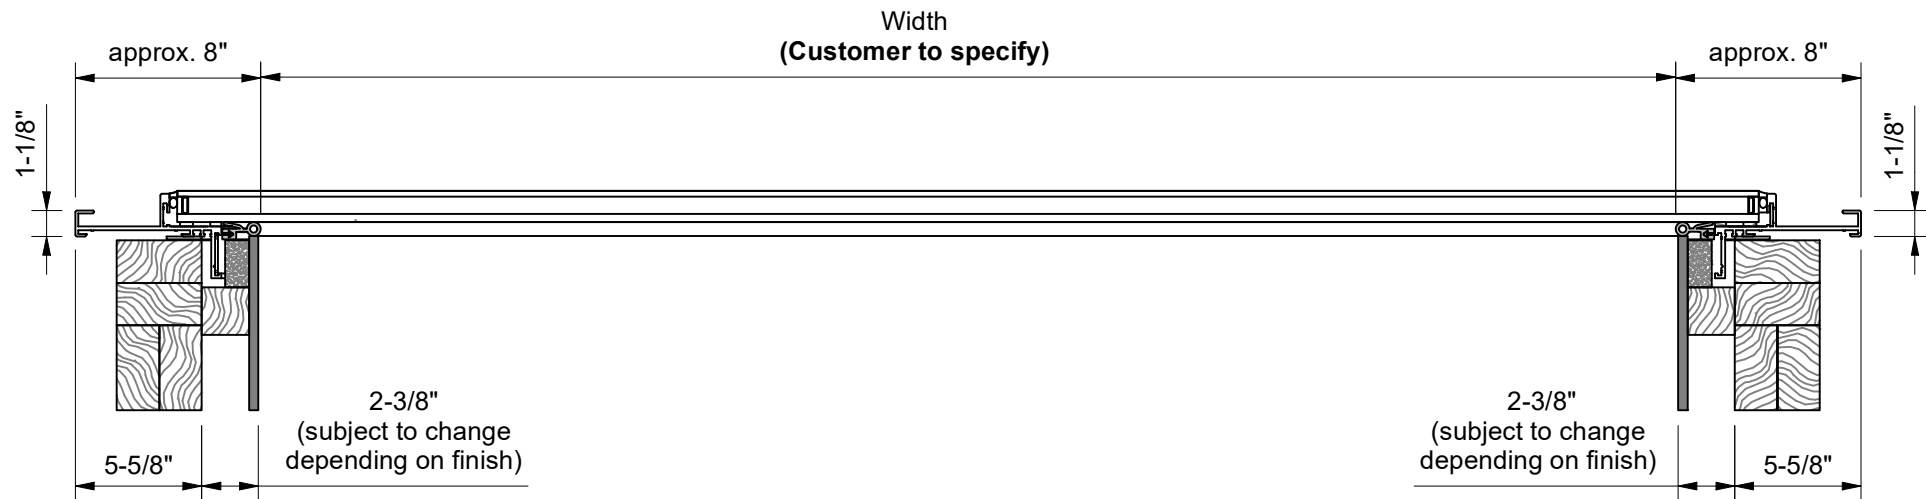 Width
(Customer to specify)
approx. 8"
approx. 8"
1-1/8"
1-1/8"
2-3/8"
(subject to change
depending on finish)
2-3/8"
(subject to change
depending on finish)
5-5/8"
5-5/8"